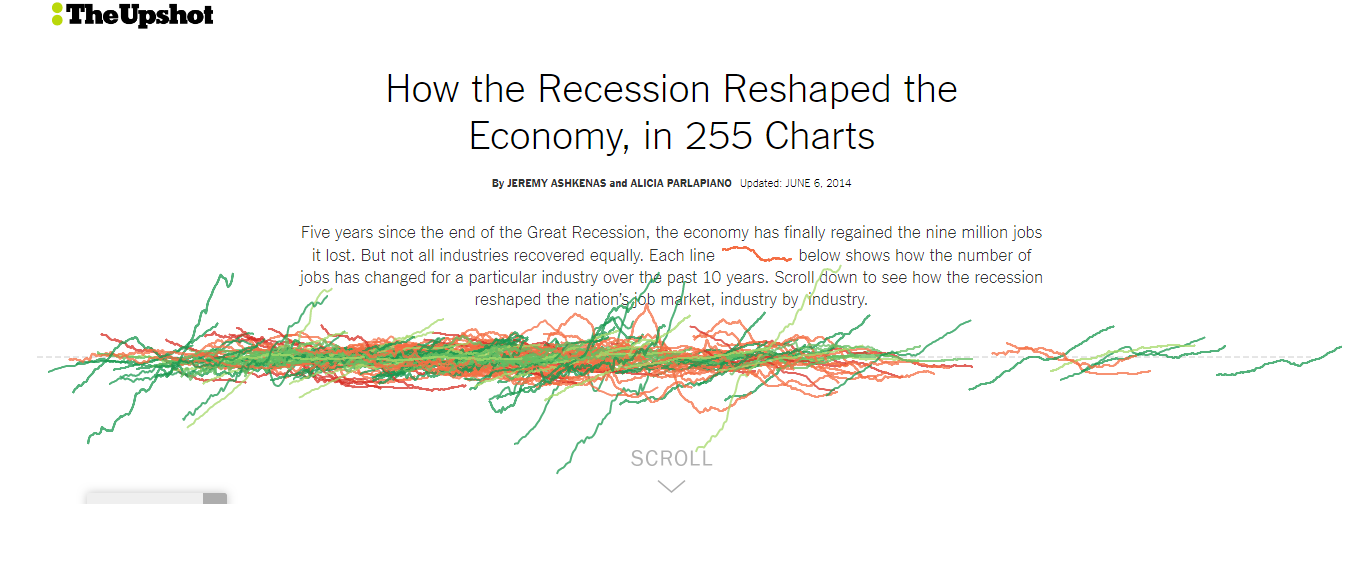 TheUpshot
How the Recession Reshaped the
Economy, in 255 Charts
By JEREMY ASHKENAS and ALICIA PARLAPIANO Updated: JUNE 6, 2014
Five years since the end of the Great Recession, the economy has finally regained the nine million jobs
it lost. But not all industries recovered equally. Each line below shows how the number of
jobs has changed for a particular industry over the past 10 years. Scroll down to see how the recession
reshaped the nation's job market, industry by industry.
SCROLL